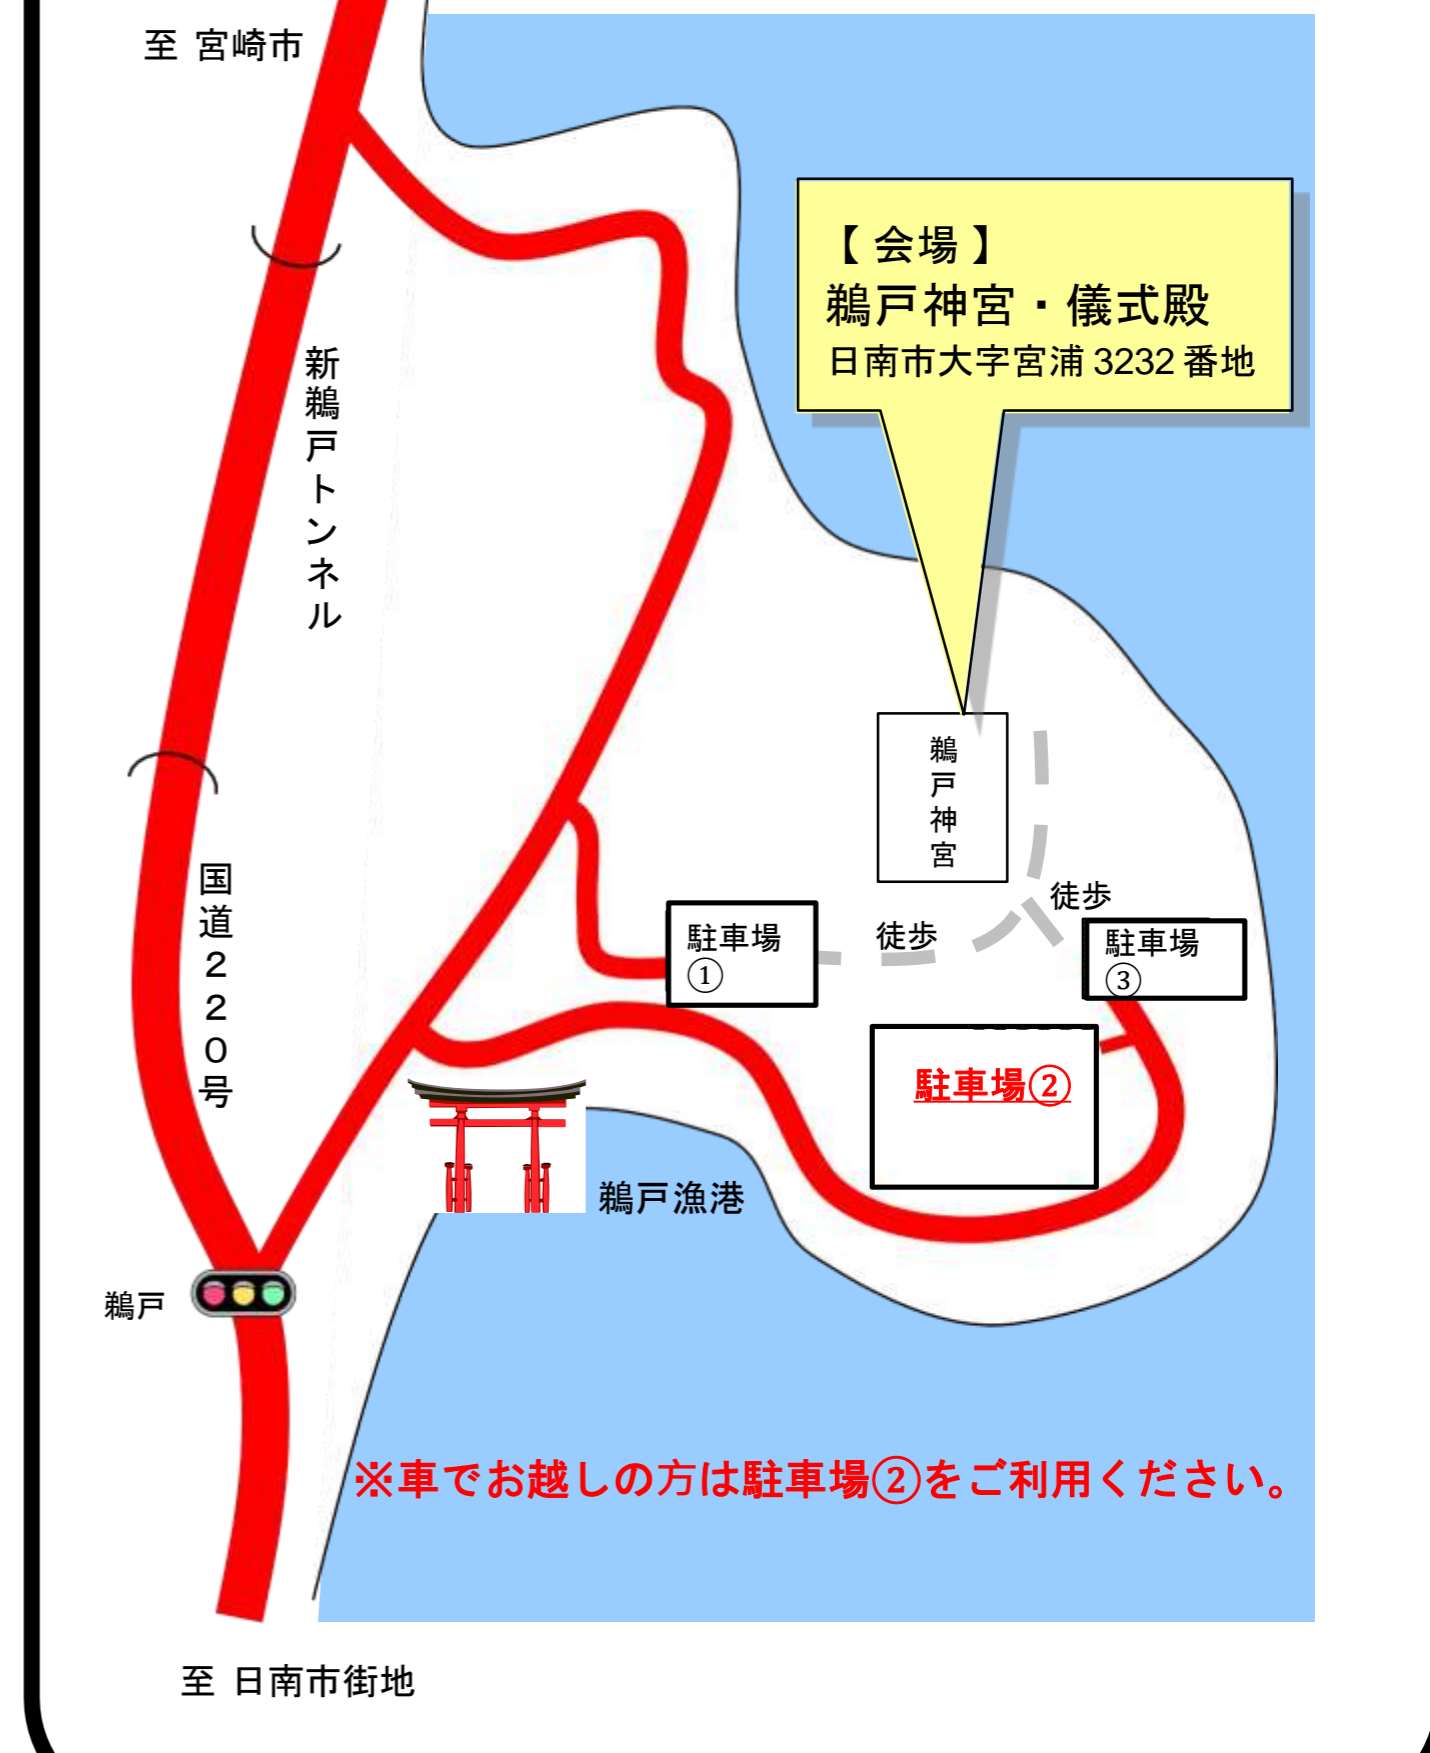 至 宮崎市
【 会場 】
鵜戸神宮・儀式殿
日南市大字宮浦 3232 番地
新鵜戸トンネル
鵜戸神宮
国道２２０号
徒歩
徒歩
駐車場
①
駐車場
③
駐車場②
鵜戸漁港
鵜戸
※車でお越しの方は駐車場②をご利用ください。
至 日南市街地